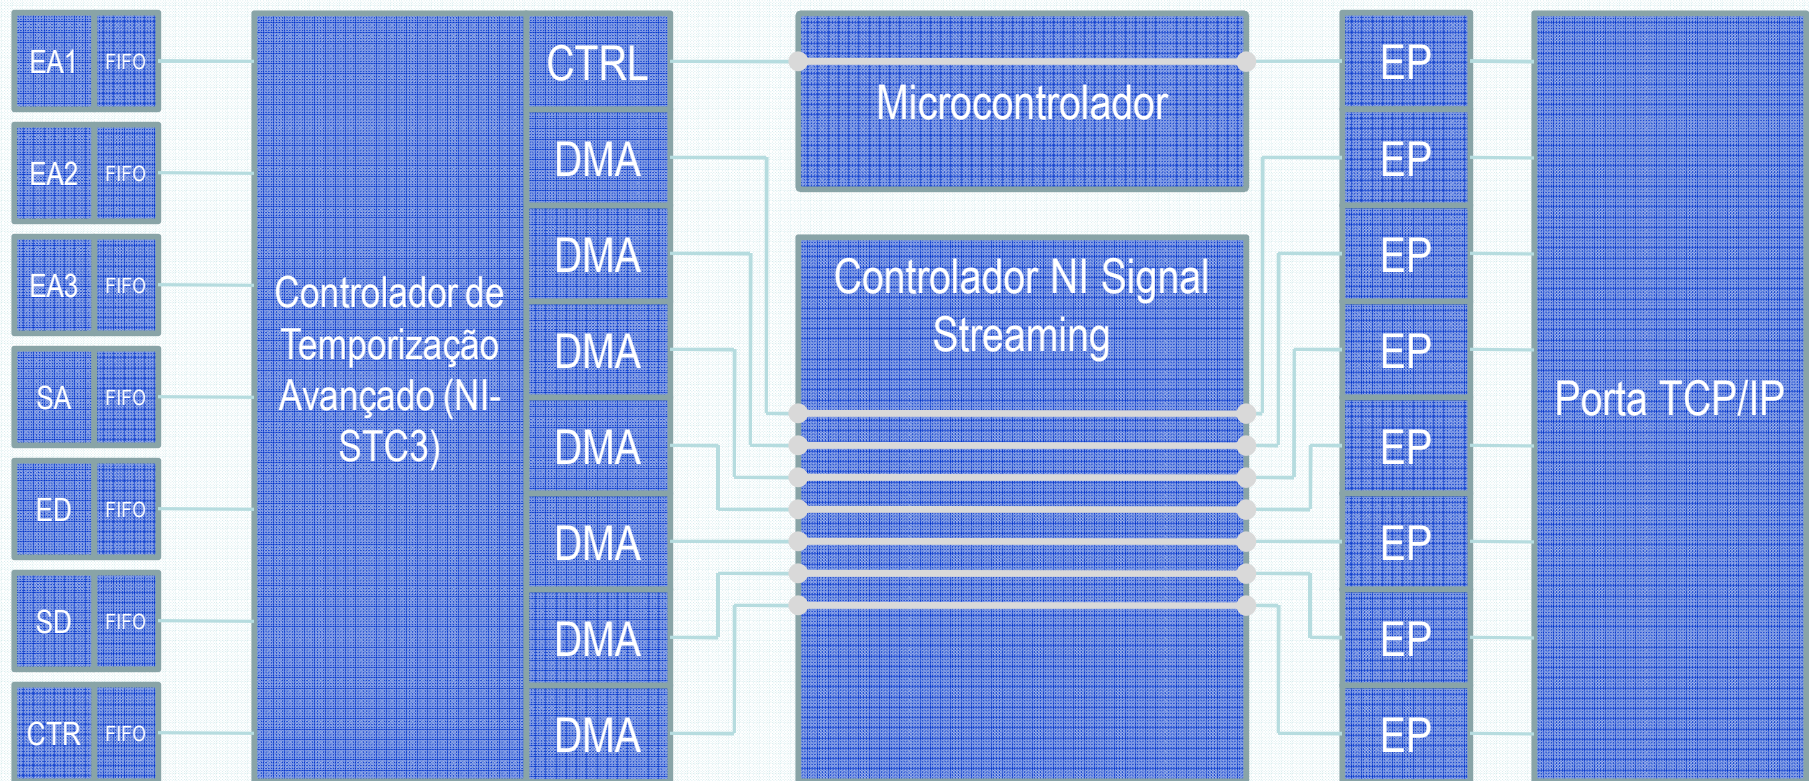 EA1 FIFO
EA2 FIFO
EA3 FIFO
SA FIFO
ED FIFO
SD FIFO
CTR FIFO
Controlador de
Temporização
Avançado (NI-
STC3)
CTRL
DMA
DMA
DMA
DMA
DMA
DMA
DMA
Microcontrolador
Controlador NI Signal
Streaming
EP
EP
EP
EP
EP
EP
EP
EP
Porta TCP/IP